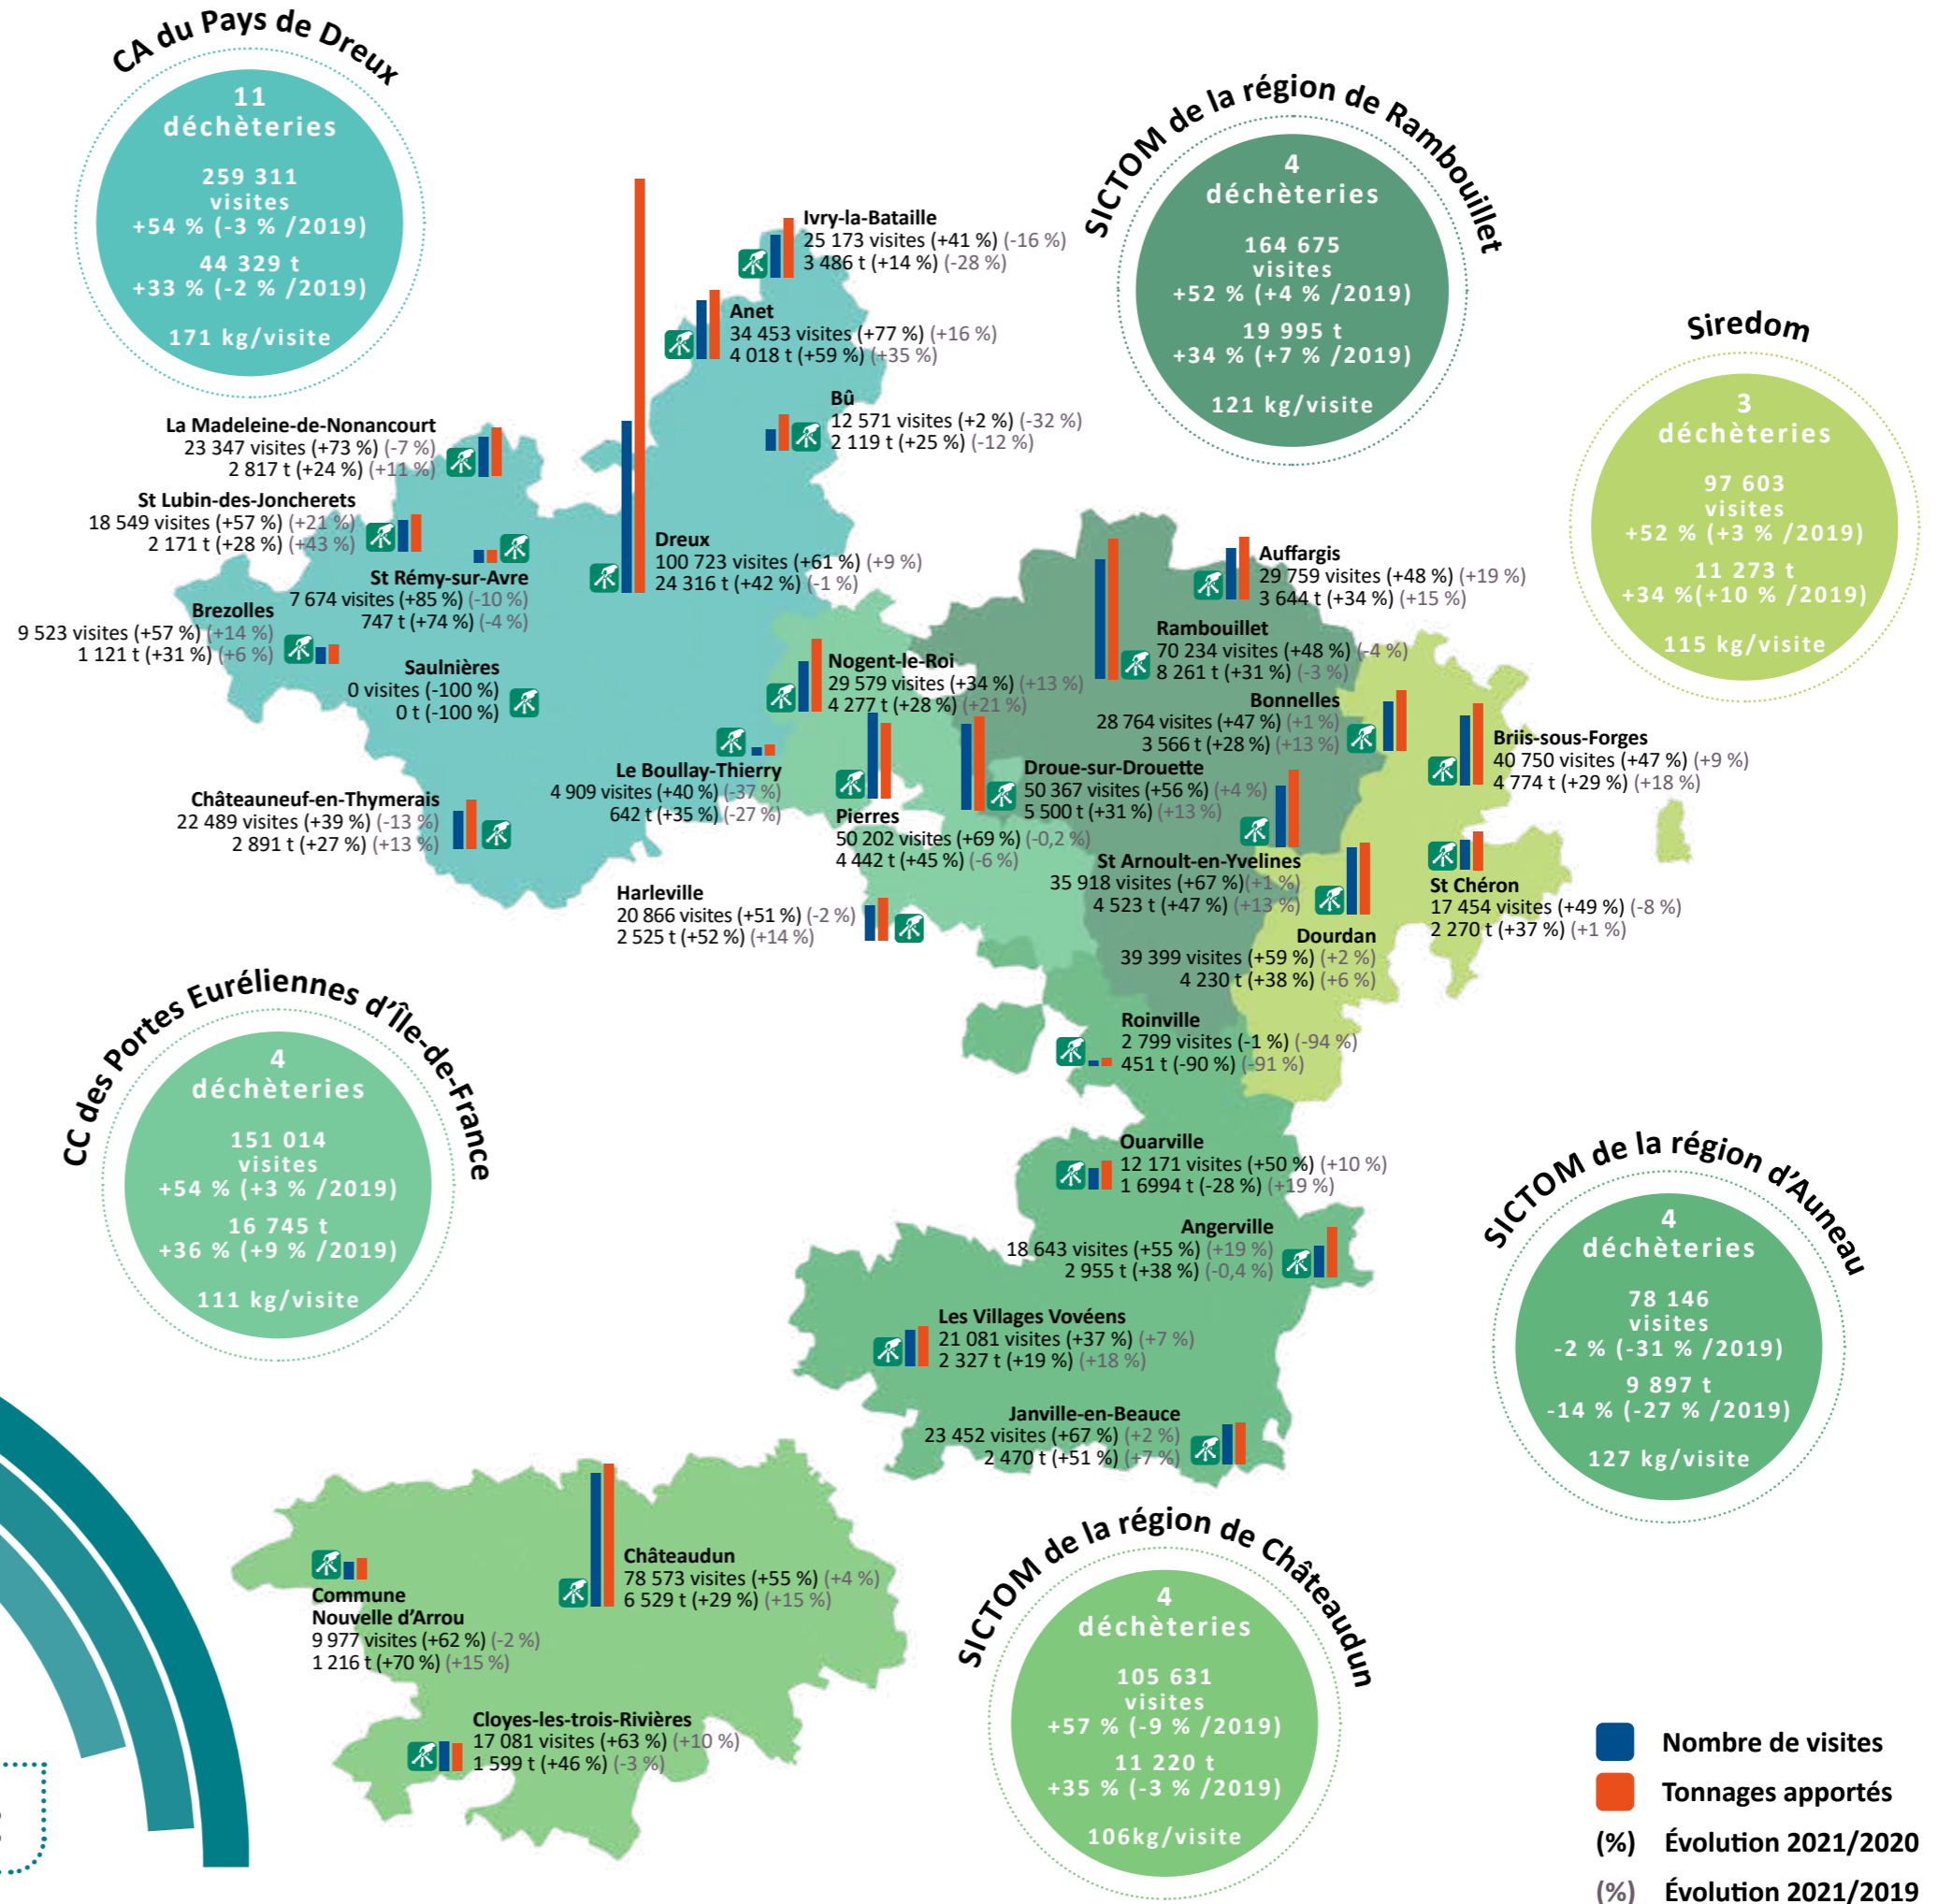 CA du Pays de Dreux
11
déchèteries
259 311
visites
+54 % (-3 % /2019)
44 329 t
+33 % (-2 % /2019)
171 kg/visite
SICTOM de la région de Rambouillet
4
déchèteries
164 675
visites
+52 % (+4 % /2019)
19 995 t
+34 % (+7 % /2019)
121 kg/visite
Siredom
3
déchèteries
97 603
visites
+52 % (+3 % /2019)
11 273 t
+34 %(+10 % /2019)
115 kg/visite
Ivry-la-Bataille
25 173 visites (+41 %) (-16 %)
3 486 t (+14 %) (-28 %)
Anet
34 453 visites (+77 %) (+16 %)
4 018 t (+59 %) (+35 %)
Bû
12 571 visites (+2 %) (-32 %)
2 119 t (+25 %) (-12 %)
La Madeleine-de-Nonancourt
23 347 visites (+73 %) (-7 %)
2 817 t (+24 %) (+11 %)
St Lubin-des-Joncherets
18 549 visites (+57 %) (+21 %)
2 171 t (+28 %) (+43 %)
St Rémy-sur-Avre
7 674 visites (+85 %) (-10 %)
747 t (+74 %) (-4 %)
Dreux
100 723 visites (+61 %) (+9 %)
24 316 t (+42 %) (-1 %)
Brezolles
9 523 visites (+57 %) (+14 %)
1 121 t (+31 %) (+6 %)
Saulnières
0 visites (-100 %)
0 t (-100 %)
Auffargis
29 759 visites (+48 %) (+19 %)
3 644 t (+34 %) (+15 %)
Rambouillet
70 234 visites (+48 %) (-4 %)
8 261 t (+31 %) (-3 %)
Nogent-le-Roi
29 579 visites (+34 %) (+13 %)
4 277 t (+28 %) (+21 %)
Bonnelles
28 764 visites (+47 %) (+1 %)
3 566 t (+28 %) (+13 %)
Briis-sous-Forges
40 750 visites (+47 %) (+9 %)
4 774 t (+29 %) (+18 %)
Le Boullay-Thierry
4 909 visites (+40 %) (-37 %)
642 t (+35 %) (-27 %)
Droue-sur-Drouette
50 367 visites (+56 %) (+4 %)
5 500 t (+31 %) (+13 %)
Châteauneuf-en-Thymerais
22 489 visites (+39 %) (-13 %)
2 891 t (+27 %) (+13 %)
Pierres
50 202 visites (+69 %) (-0,2 %)
4 442 t (+45 %) (-6 %)
St Arnoult-en-Yvelines
35 918 visites (+67 %)(+1 %)
4 523 t (+47 %) (+13 %)
St Chéron
17 454 visites (+49 %) (-8 %)
2 270 t (+37 %) (+1 %)
Harleville
20 866 visites (+51 %) (-2 %)
2 525 t (+52 %) (+14 %)
Dourdan
39 399 visites (+59 %) (+2 %)
4 230 t (+38 %) (+6 %)
CC des Portes Euréliennes d'Île-de-France
4
déchèteries
151 014
visites
+54 % (+3 % /2019)
16 745 t
+36 % (+9 % /2019)
111 kg/visite
Roinville
2 799 visites (-1 %) (-94 %)
451 t (-90 %) (-91 %)
Ouarville
12 171 visites (+50 %) (+10 %)
1 6994 t (-28 %) (+19 %)
Angerville
18 643 visites (+55 %) (+19 %)
2 955 t (+38 %) (-0,4 %)
Les Villages Vovéens
21 081 visites (+37 %) (+7 %)
2 327 t (+19 %) (+18 %)
Janville-en-Beauce
23 452 visites (+67 %) (+2 %)
2 470 t (+51 %) (+7 %)
SICTOM de la région d'Auneau
4
déchèteries
78 146
visites
-2 % (-31 % /2019)
9 897 t
-14 % (-27 % /2019)
127 kg/visite
Châteaudun
78 573 visites (+55 %) (+4 %)
6 529 t (+29 %) (+15 %)
Commune
Nouvelle d'Arrou
9 977 visites (+62 %) (-2 %)
1 216 t (+70 %) (+15 %)
Cloyes-les-trois-Rivières
17 081 visites (+63 %) (+10 %)
1 599 t (+46 %) (-3 %)
SICTOM de la région de Châteaudun
4
déchèteries
105 631
visites
+57 % (-9 % /2019)
11 220 t
+35 % (-3 % /2019)
106kg/visite
Nombre de visites
Tonnages apportés
(%) Évolution 2021/2020
(%) Évolution 2021/2019